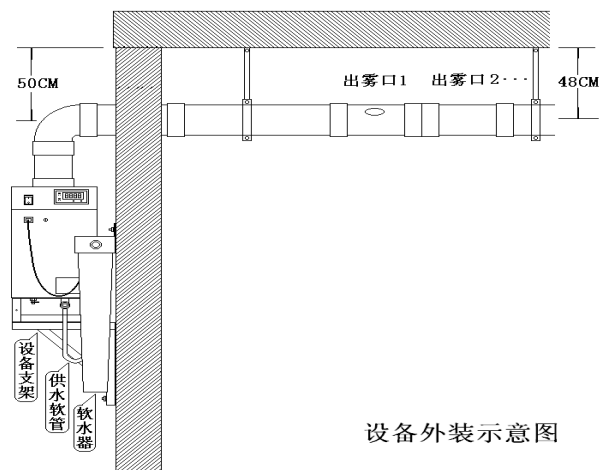 50CM
出雾口1
出雾口2···
48CM
设备支架
供水软管
软水器
设备外装示意图